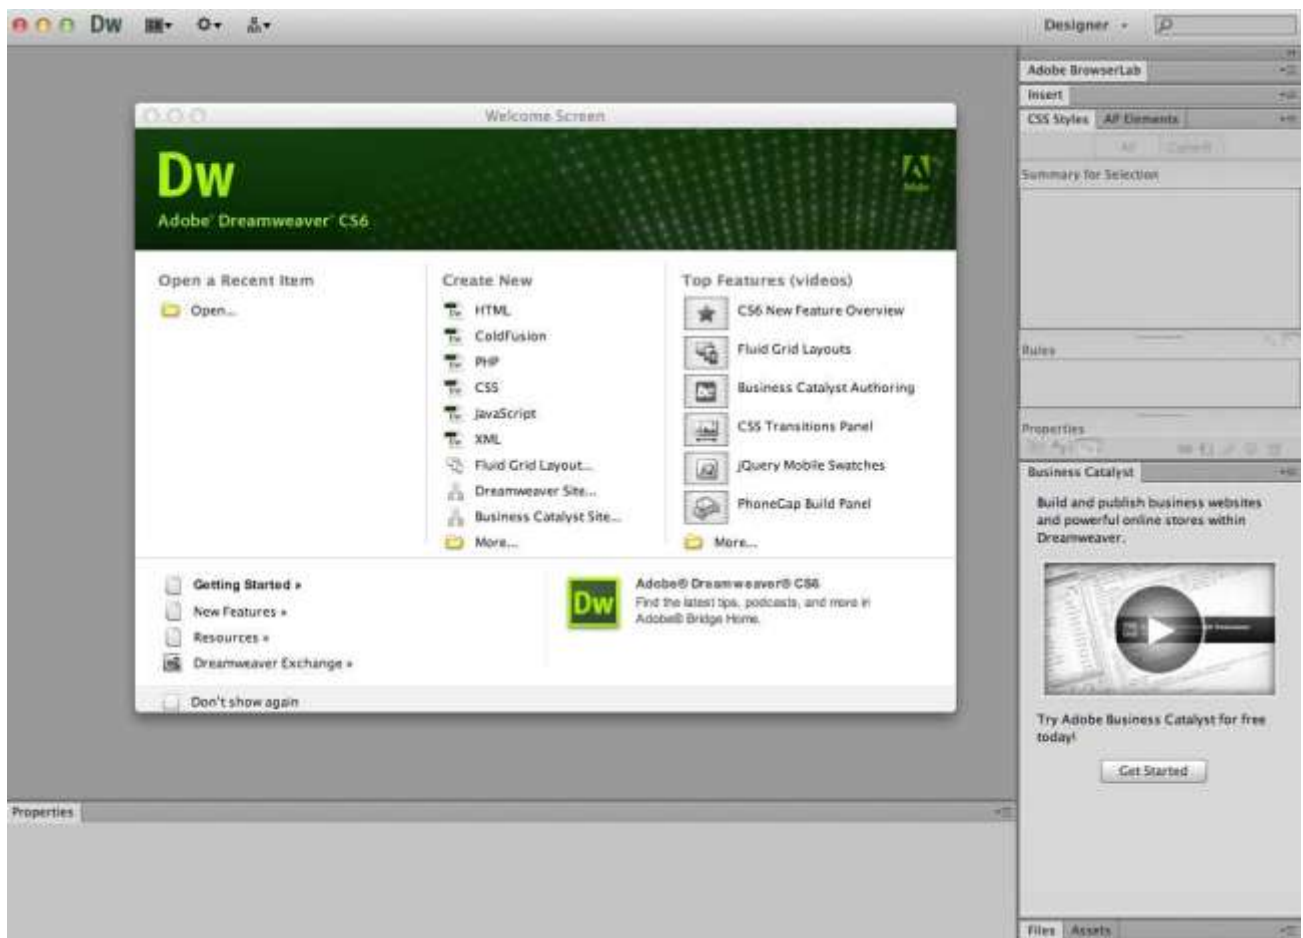 Dw
Designer
Adobe BrowserLab
Insert
CSS Styles AP Elements
All Current
Summary for Selection
Rules
Properties
Welcome Screen
Dw
Adobe® Dreamweaver® CS6
Adobe
Open a Recent Item
Open...
Create New
HTML
ColdFusion
PHP
CSS
JavaScript
XML
Fluid Grid Layout...
Dreamweaver Site...
Business Catalyst Site...
More...
Top Features (videos)
CS6 New Feature Overview
Fluid Grid Layouts
Business Catalyst Authoring
CSS Transitions Panel
jQuery Mobile Swatches
PhoneGap Build Panel
More...
Getting Started »
New Features »
Resources »
Dreamweaver Exchange »
Dw
Adobe® Dreamweaver® CS6
Find the latest tips, podcasts, and more in
Adobe® Bridge Home.
Don't show again
Business Catalyst
Build and publish business websites
and powerful online stores within
Dreamweaver.
Try Adobe Business Catalyst for free
today!
Get Started
Properties
Files Assets